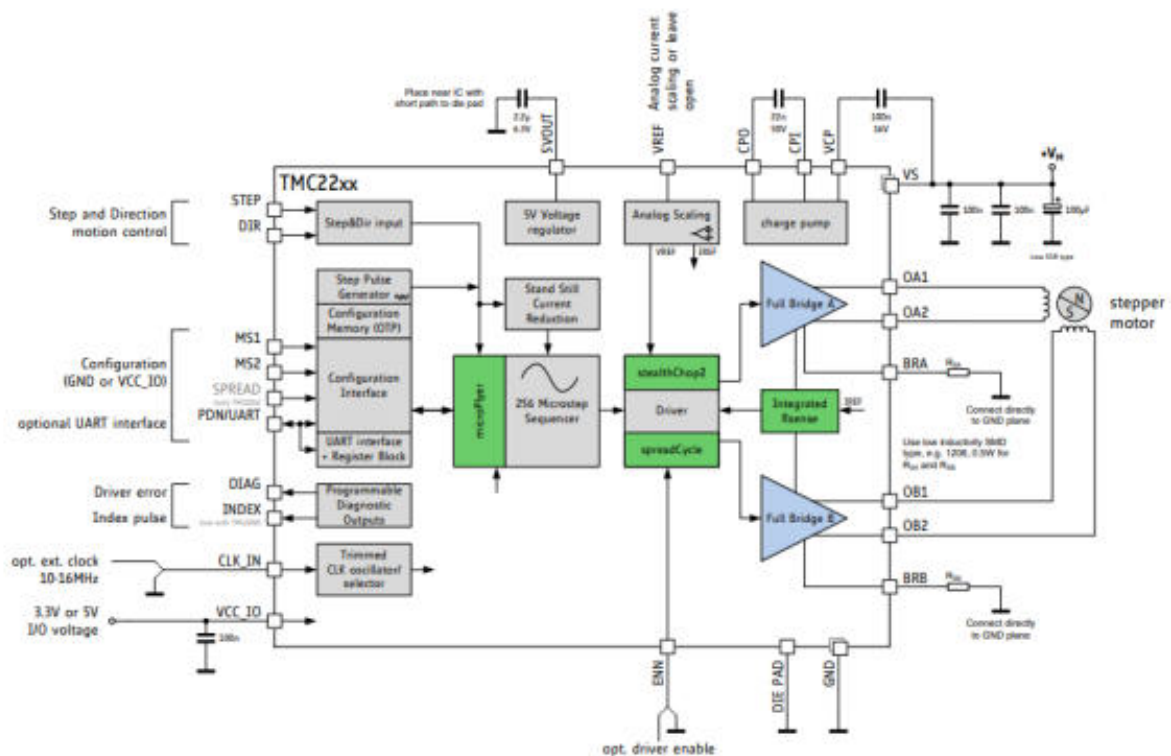 Place near IC with
short path to die pad
2.2µ
6.3V
5VOUT
VREF
Analog current
scaling or leave
open
CPO
22n
50V
CPI
VCP
100n
16V
+VM
VS
100n
100n
100µF
Low ESR type
TMC22xx
Step and Direction
motion control
STEP
DIR
Step&Dir input
5V Voltage
regulator
Analog Scaling
VREF
IREF
charge pump
Step Pulse
Generator
Configuration
Memory (OTP)
Stand Still
Current
Reduction
Full Bridge A
OA1
OA2
N
S
stepper
motor
Configuration
(GND or VCC_IO)
optional UART interface
MS1
MS2
SPREAD
PDN/UART
Configuration
Interface
UART interface
+ Register Block
microPlyer
256 Microstep
Sequencer
stealthChop2
Driver
spreadCycle
Integrated
Rsense
IREF
BRA
RSA
Connect directly
to GND plane
Use low inductivity SMD
type, e.g. 1206, 0.5W for
RSA and RSB
Driver error
Index pulse
DIAG
INDEX
Programmable
Diagnostic
Outputs
Full Bridge B
OB1
OB2
opt. ext. clock
10-16MHz
CLK_IN
Trimmed
CLK oscillator/
selector
BRB
RSB
Connect directly
to GND plane
3.3V or 5V
I/O voltage
VCC_IO
100n
ENN
opt. driver enable
DIE PAD
GND